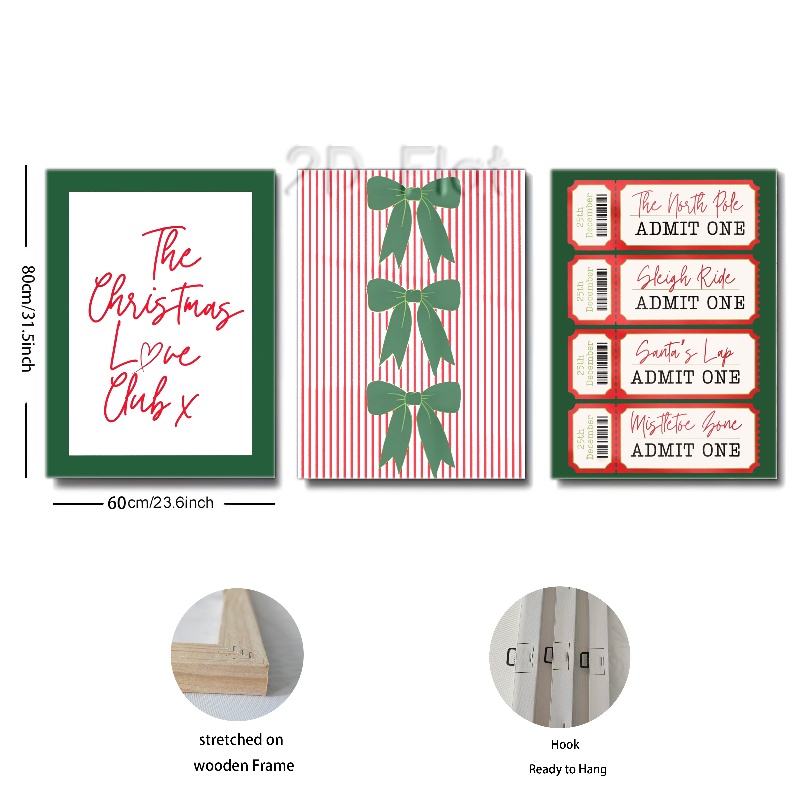 2D Flat
The
Christmas
Love
Club x
The North Pole
ADMIT ONE
25th
December
Sleigh Ride
ADMIT ONE
25th
December
Santa's Lap
ADMIT ONE
25th
December
Mistletoe Zone
ADMIT ONE
25th
December
80cm/31.5inch
60cm/23.6inch
stretched on
wooden Frame
Hook
Ready to Hang